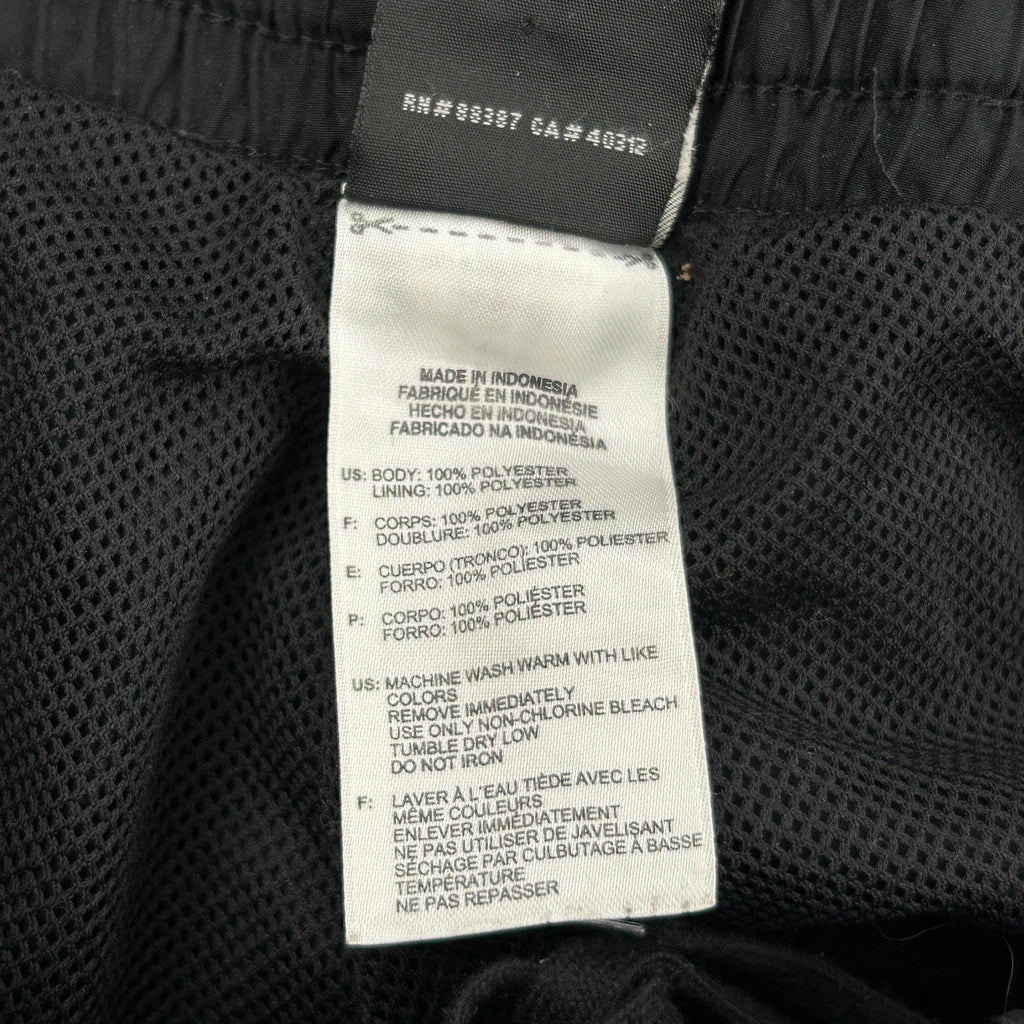 RN#88387 CA#40312
MADE IN INDONESIA
FABRIQUÉ EN INDONÉSIE
HECHO EN INDONESIA
FABRICADO NA INDONÉSIA
US: BODY: 100% POLYESTER
LINING: 100% POLYESTER
F: CORPS: 100% POLYESTER
DOUBLURE: 100% POLYESTER
E: CUERPO (TRONCO): 100% POLIESTER
FORRO: 100% POLIESTER
P: CORPO: 100% POLIÉSTER
FORRO: 100% POLIÉSTER
US: MACHINE WASH WARM WITH LIKE
COLORS
REMOVE IMMEDIATELY
USE ONLY NON-CHLORINE BLEACH
TUMBLE DRY LOW
DO NOT IRON
F: LAVER À L'EAU TIÈDE AVEC LES
MÊME COULEURS
ENLEVER IMMÉDIATEMENT
NE PAS UTILISER DE JAVELISANT
SÉCHAGE PAR CULBUTAGE À BASSE
TEMPÉRATURE
NE PAS REPASSER